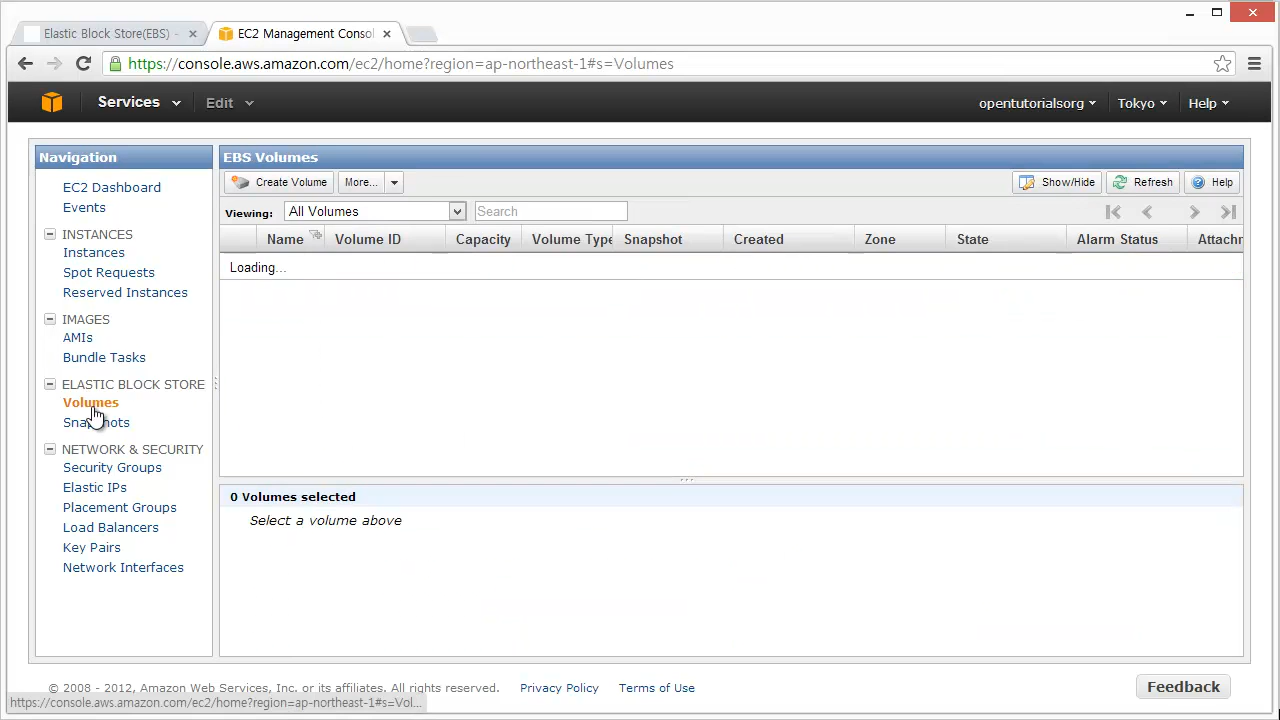 Elastic Block Store(EBS) -
EC2 Management Consol
https://console.aws.amazon.com/ec2/home?region=ap-northeast-1#s=Volumes
Services
Edit
opentutorialsorg
Tokyo
Help
Navigation
EC2 Dashboard
Events
INSTANCES
Instances
Spot Requests
Reserved Instances
IMAGES
AMIs
Bundle Tasks
ELASTIC BLOCK STORE
Volumes
Snapshots
NETWORK & SECURITY
Security Groups
Elastic IPs
Placement Groups
Load Balancers
Key Pairs
Network Interfaces
EBS Volumes
Create Volume
More...
Show/Hide
Refresh
Help
Viewing: All Volumes Search
Name Volume ID Capacity Volume Type Snapshot Created Zone State Alarm Status Attachr
Loading...
0 Volumes selected
Select a volume above
© 2008 - 2012, Amazon Web Services, Inc. or its affiliates. All rights reserved. Privacy Policy Terms of Use
Feedback
https://console.aws.amazon.com/ec2/home?region=ap-northeast-1#s=Vol...